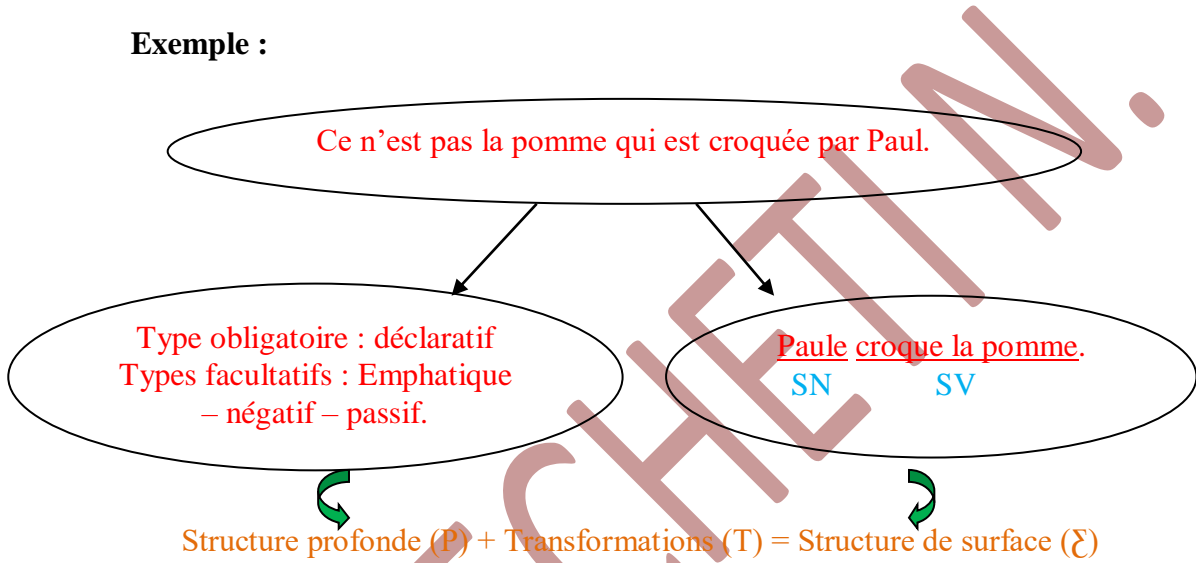 Exemple :
Ce n’est pas la pomme qui est croquée par Paul.
Type obligatoire : déclaratif
Types facultatifs : Emphatique
– négatif – passif.
Paule croque la pomme.
SN SV
Structure profonde (P) + Transformations (T) = Structure de surface (Ʃ)
CHETIN.